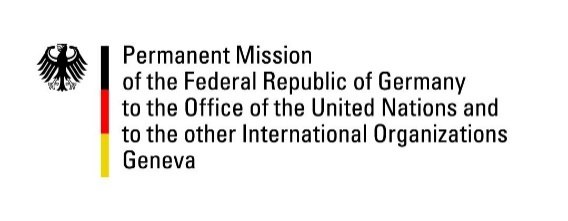 Permanent Mission
of the Federal Republic of Germany
to the Office of the United Nations and
to the other International Organizations
Geneva